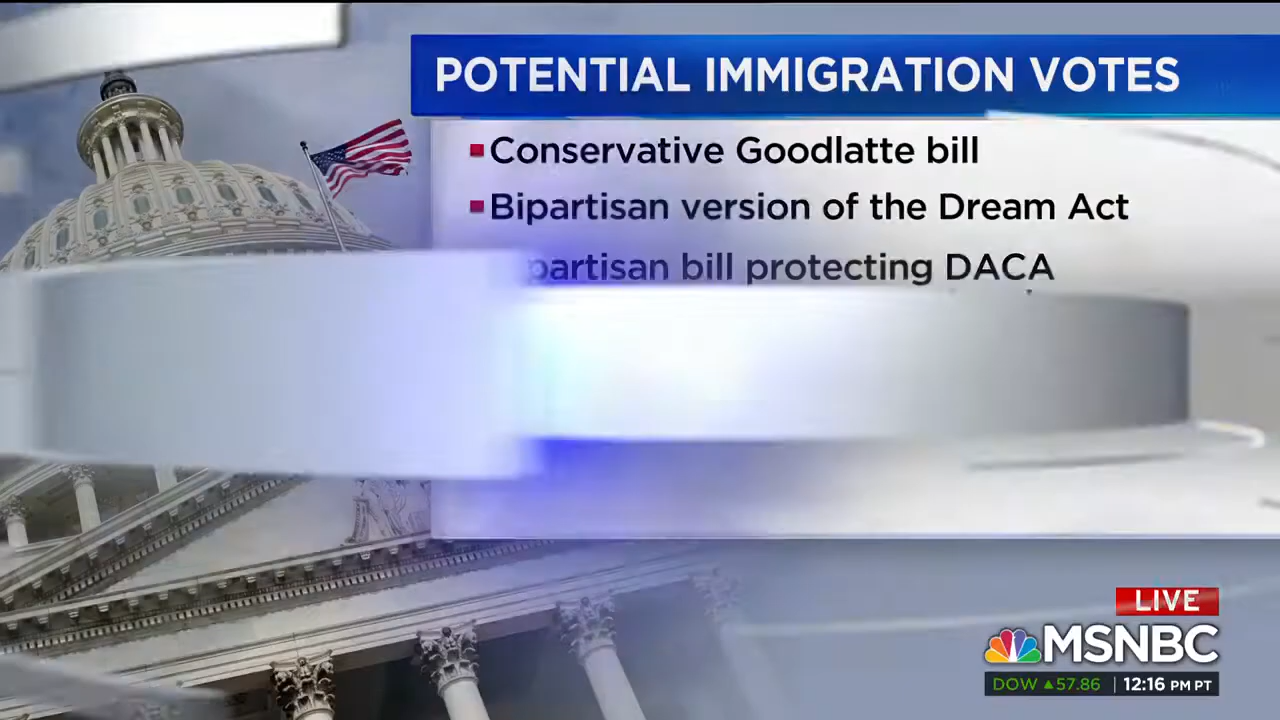 POTENTIAL IMMIGRATION VOTES
Conservative Goodlatte bill
Bipartisan version of the Dream Act
partisan bill protecting DACA
LIVE
MSNBC
DOW ▲57.86 | 12:16 PM PT